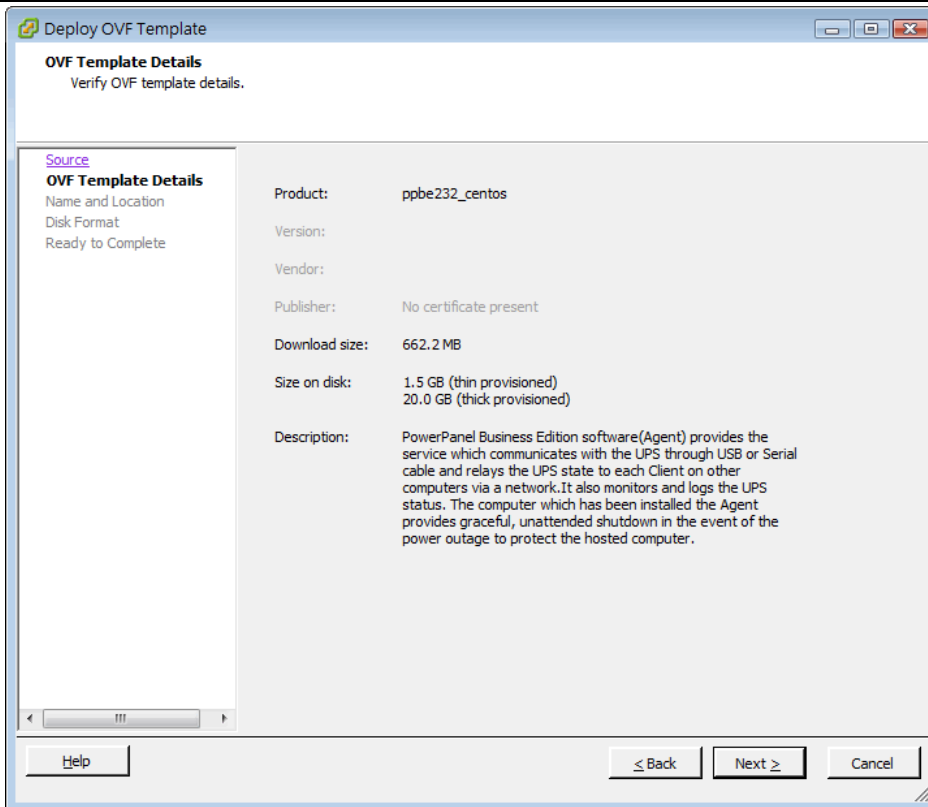 Deploy OVF Template
OVF Template Details
Verify OVF template details.
Source
OVF Template Details
Name and Location
Disk Format
Ready to Complete
Product: ppbe232_centos
Version:
Vendor:
Publisher: No certificate present
Download size: 662.2 MB
Size on disk: 1.5 GB (thin provisioned)
20.0 GB (thick provisioned)
Description: PowerPanel Business Edition software(Agent) provides the
service which communicates with the UPS through USB or Serial
cable and relays the UPS state to each Client on other
computers via a network.It also monitors and logs the UPS
status. The computer which has been installed the Agent
provides graceful, unattended shutdown in the event of the
power outage to protect the hosted computer.
Help
< Back
Next >
Cancel